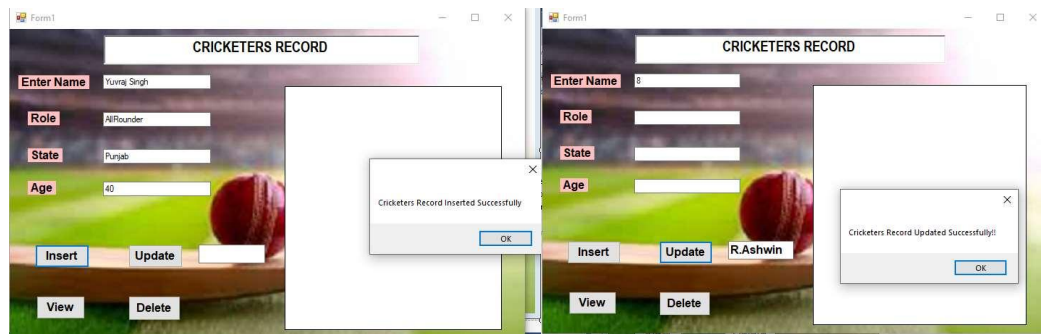 Form1
CRICKETERS RECORD
Enter Name
Yuvraj Singh
Role
AllRounder
State
Punjab
Age
40
Cricketers Record Inserted Successfully
OK
Insert
Update
View
Delete
Form1
CRICKETERS RECORD
Enter Name
8
Role
State
Age
Cricketers Record Updated Successfully!!
OK
Insert
Update
R.Ashwin
View
Delete